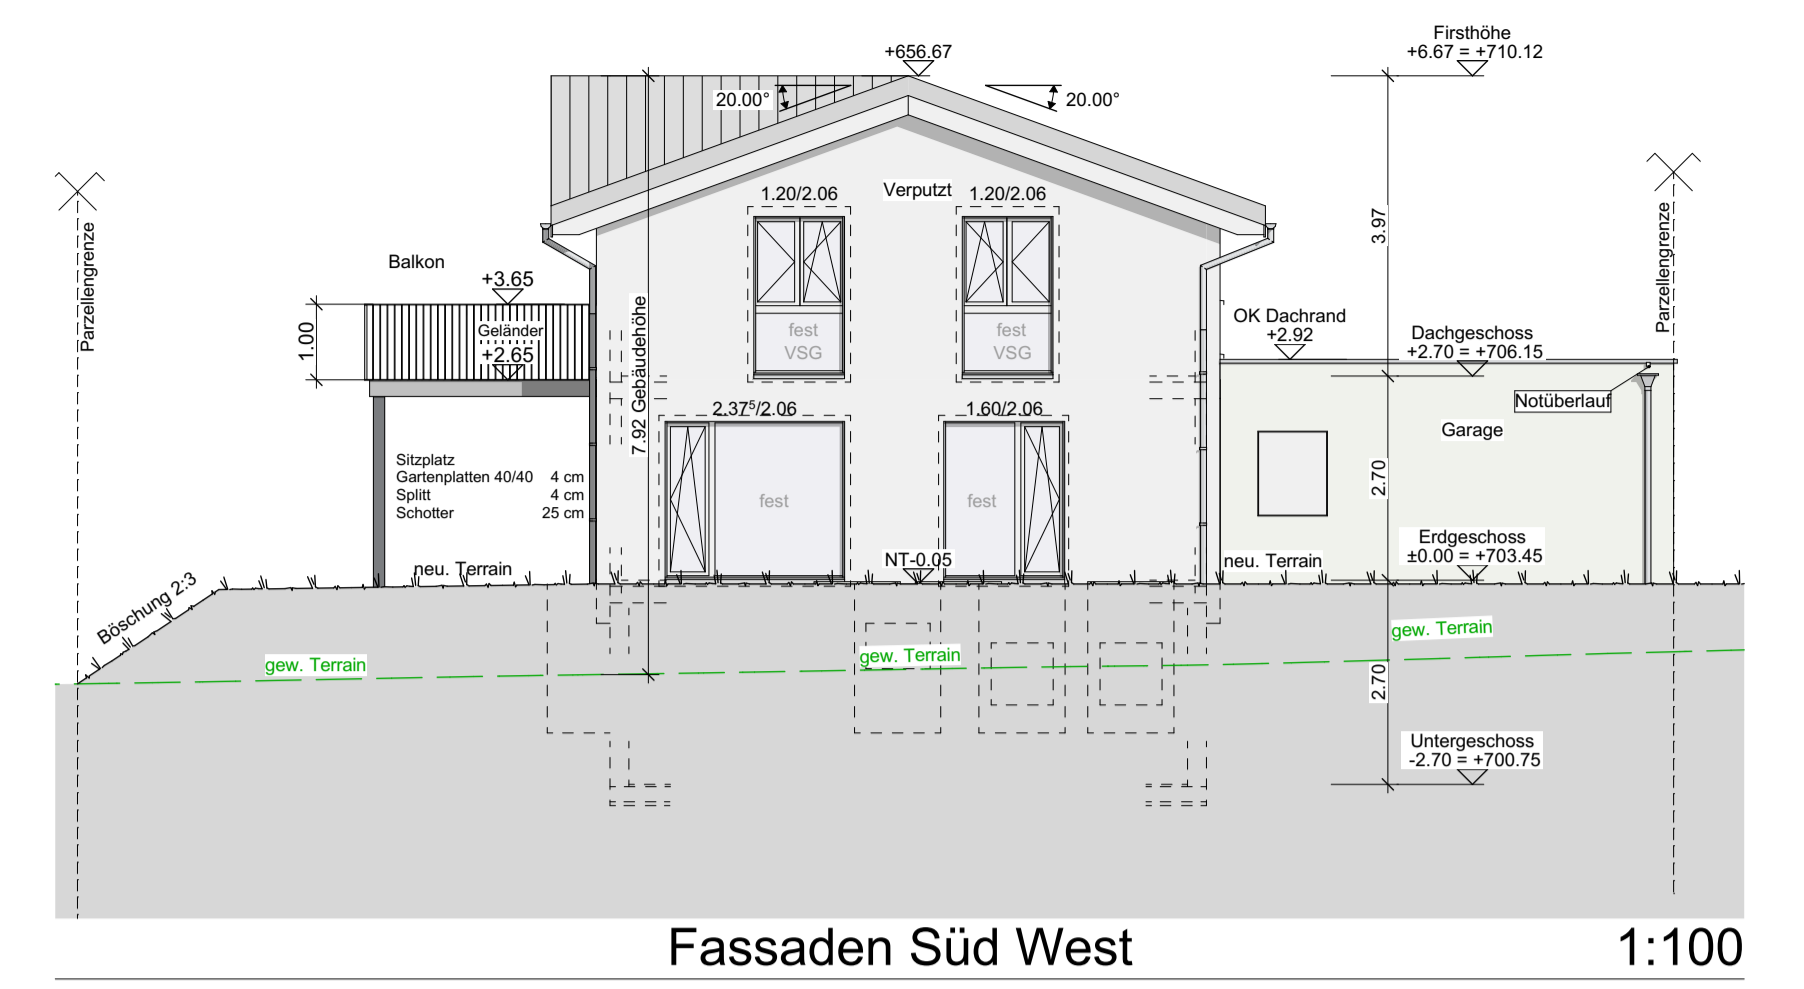 Firsthöhe
+6.67 = +710.12
+656.67
20.00°
20.00°
Parzellengrenze
Parzellengrenze
1.20/2.06
Verputzt
1.20/2.06
3.97
Balkon
+3.65
Geländer
+2.65
1.00
7.92 Gebäudehöhe
fest
VSG
fest
VSG
OK Dachrand
+2.92
Dachgeschoss
+2.70 = +706.15
Notüberlauf
Garage
2.37⁵/2.06
1.60/2.06
Sitzplatz
Gartenplatten 40/40 4 cm
Splitt 4 cm
Schotter 25 cm
fest
fest
2.70
Erdgeschoss
±0.00 = +703.45
NT-0.05
neu. Terrain
neu. Terrain
Böschung 2:3
gew. Terrain
gew. Terrain
gew. Terrain
2.70
Untergeschoss
-2.70 = +700.75
Fassaden Süd West
1:100